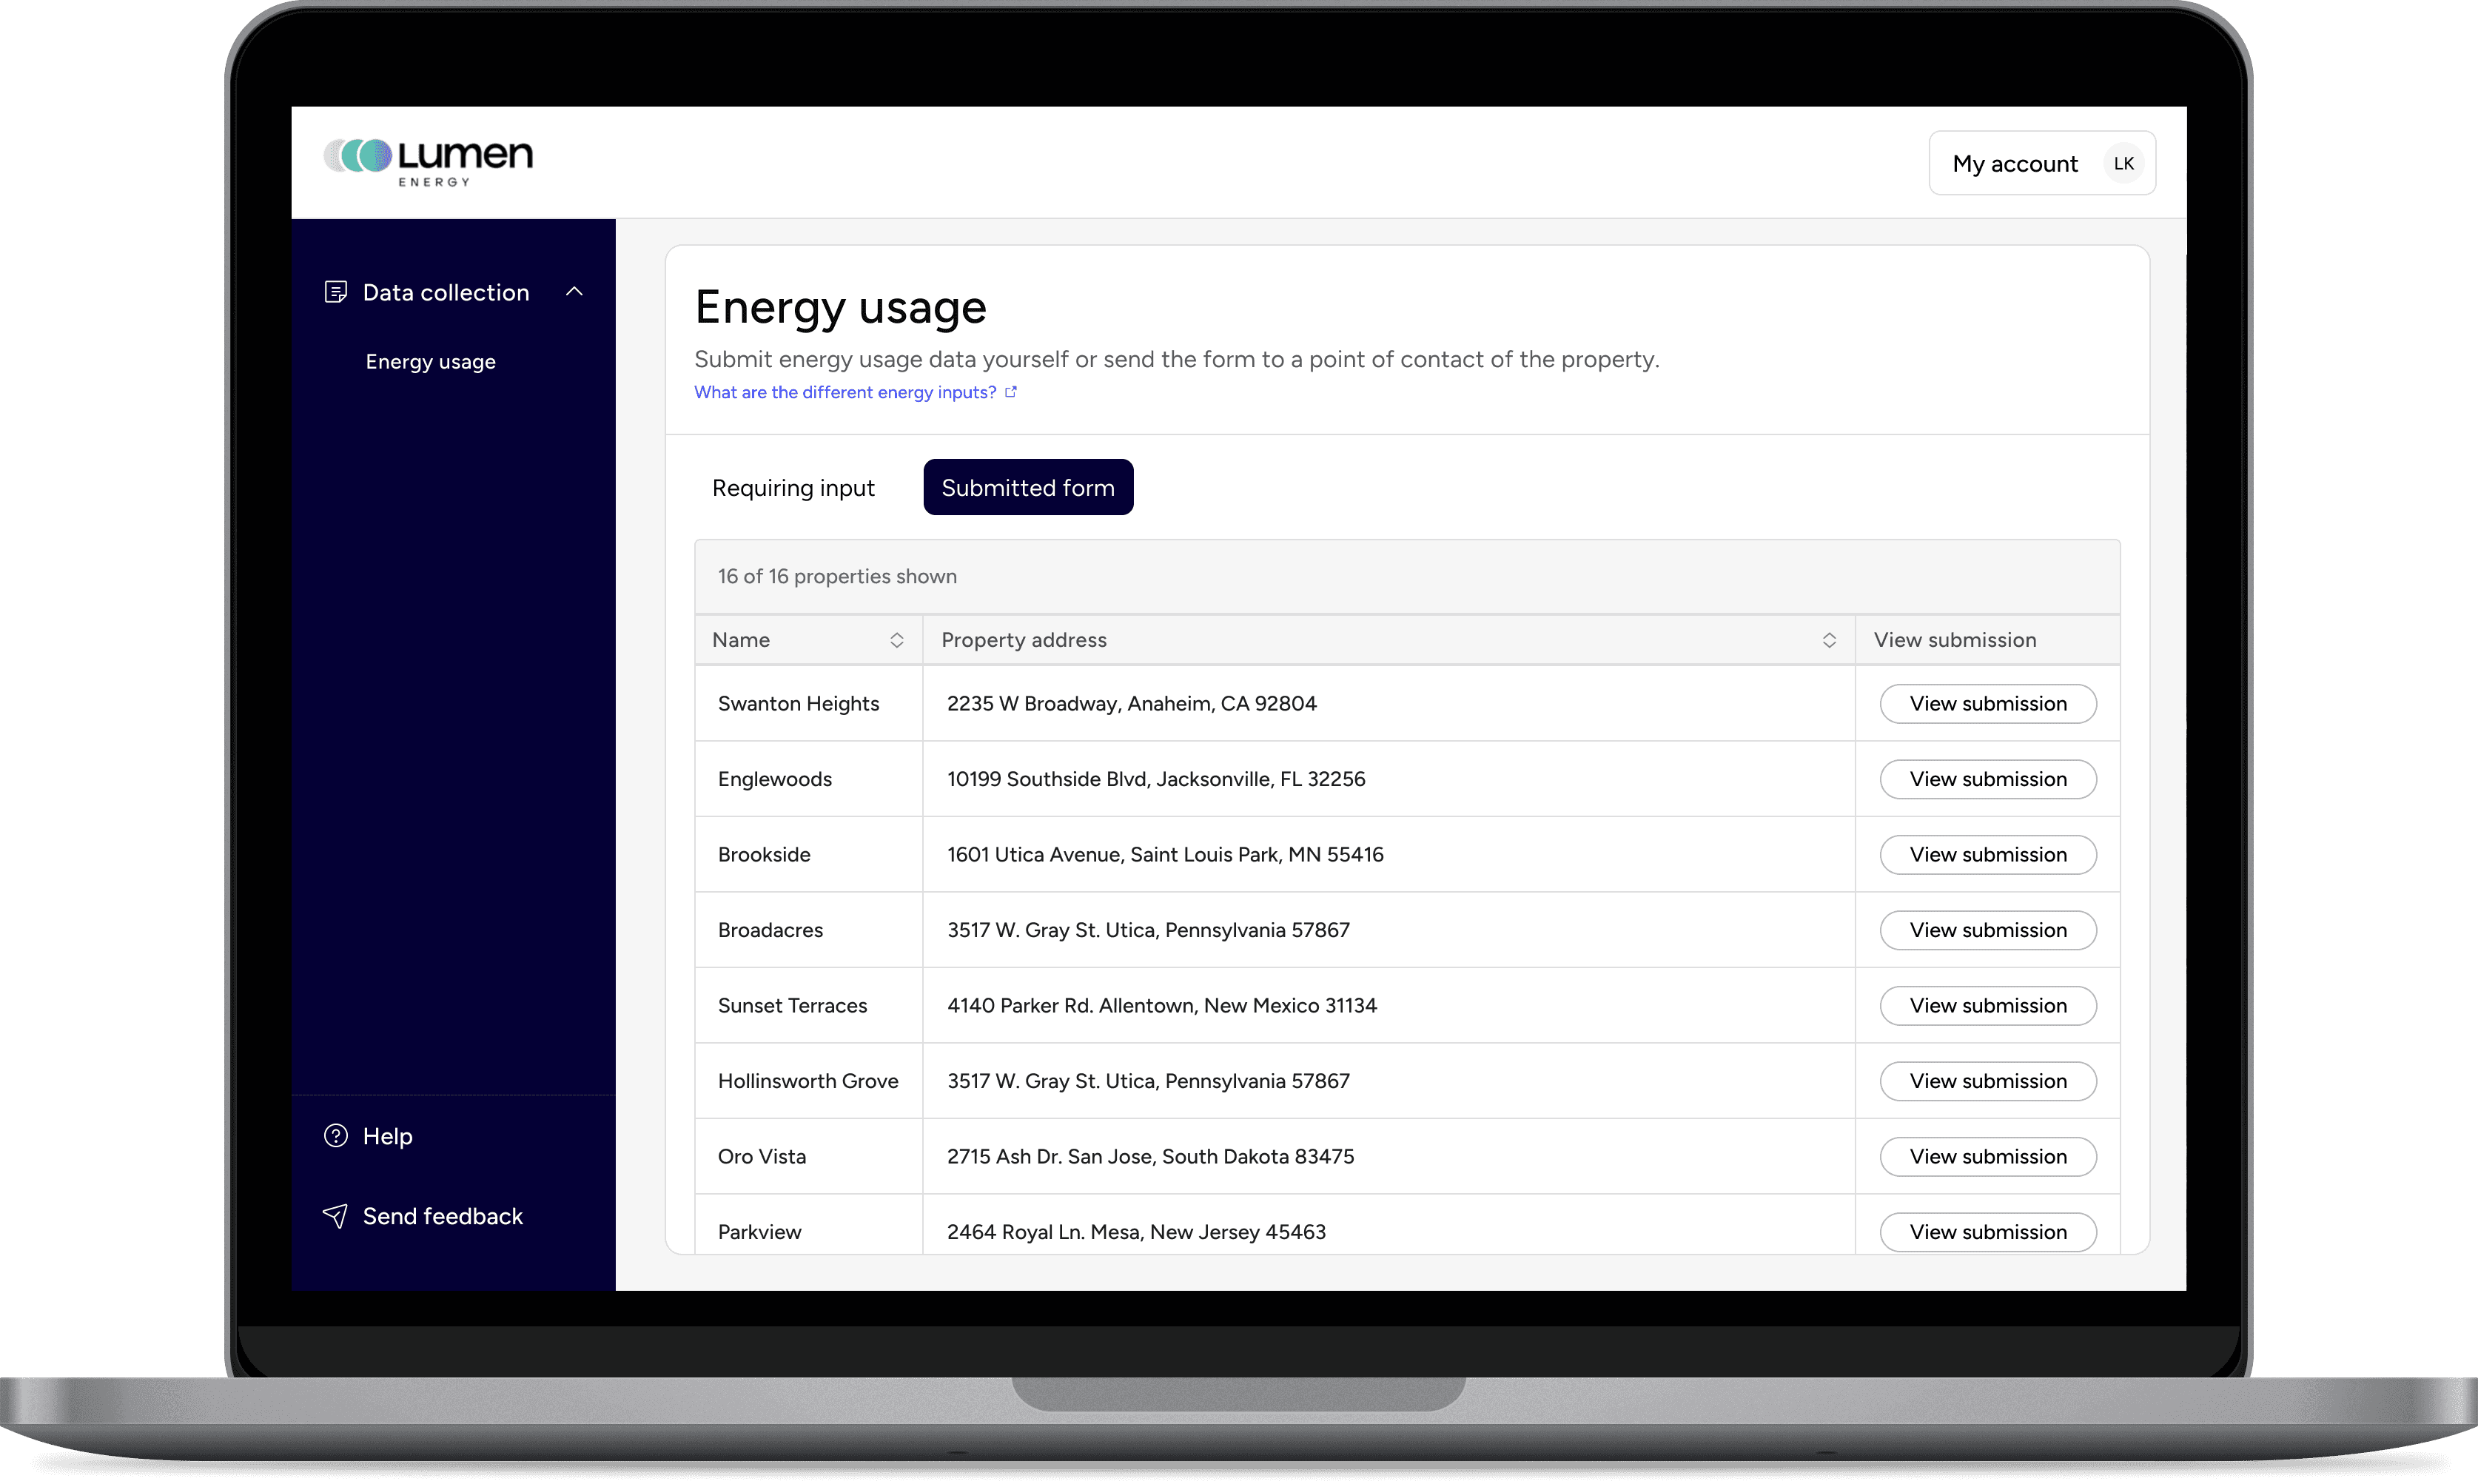 Lumen
ENERGY
My account LK
Data collection
Energy usage
Help
Send feedback
Energy usage
Submit energy usage data yourself or send the form to a point of contact of the property.
What are the different energy inputs?
Requiring input Submitted form
16 of 16 properties shown
Name Property address View submission
Swanton Heights 2235 W Broadway, Anaheim, CA 92804 View submission
Englewoods 10199 Southside Blvd, Jacksonville, FL 32256 View submission
Brookside 1601 Utica Avenue, Saint Louis Park, MN 55416 View submission
Broadacres 3517 W. Gray St. Utica, Pennsylvania 57867 View submission
Sunset Terraces 4140 Parker Rd. Allentown, New Mexico 31134 View submission
Hollinsworth Grove 3517 W. Gray St. Utica, Pennsylvania 57867 View submission
Oro Vista 2715 Ash Dr. San Jose, South Dakota 83475 View submission
Parkview 2464 Royal Ln. Mesa, New Jersey 45463 View submission